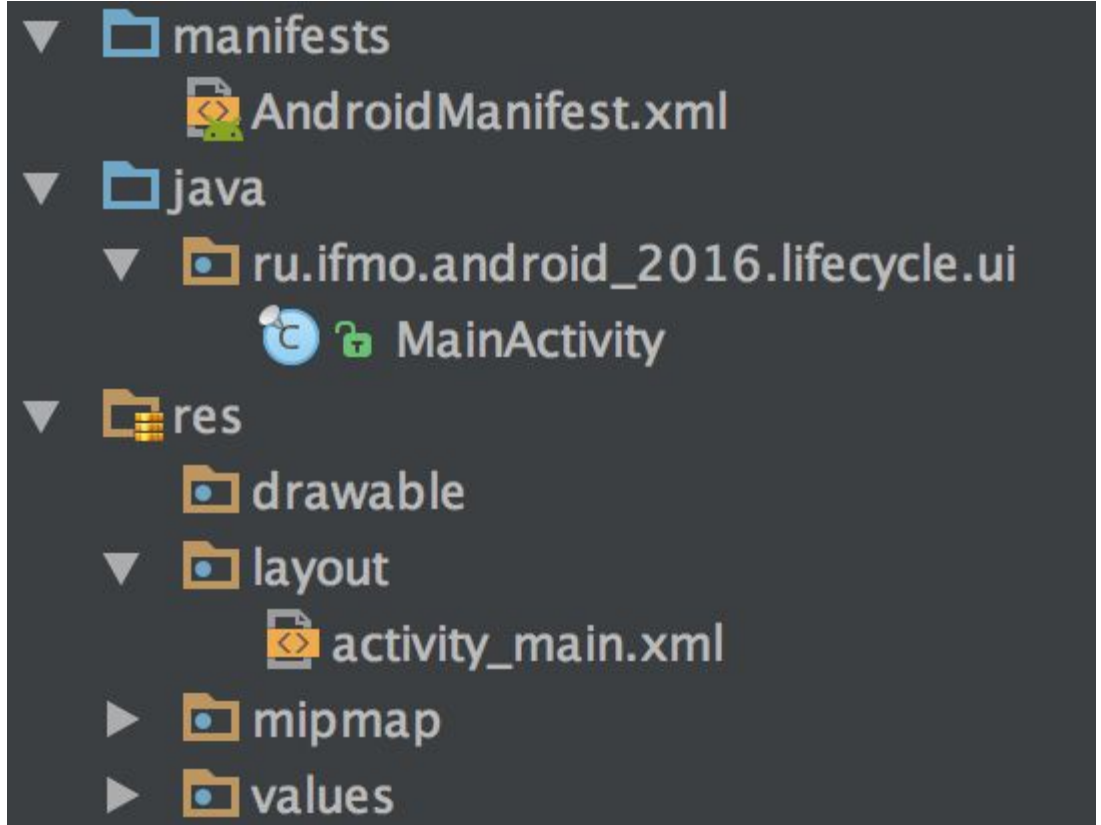 manifests
AndroidManifest.xml
java
ru.ifmo.android_2016.lifecycle.ui
C MainActivity
res
drawable
layout
activity_main.xml
mipmap
values